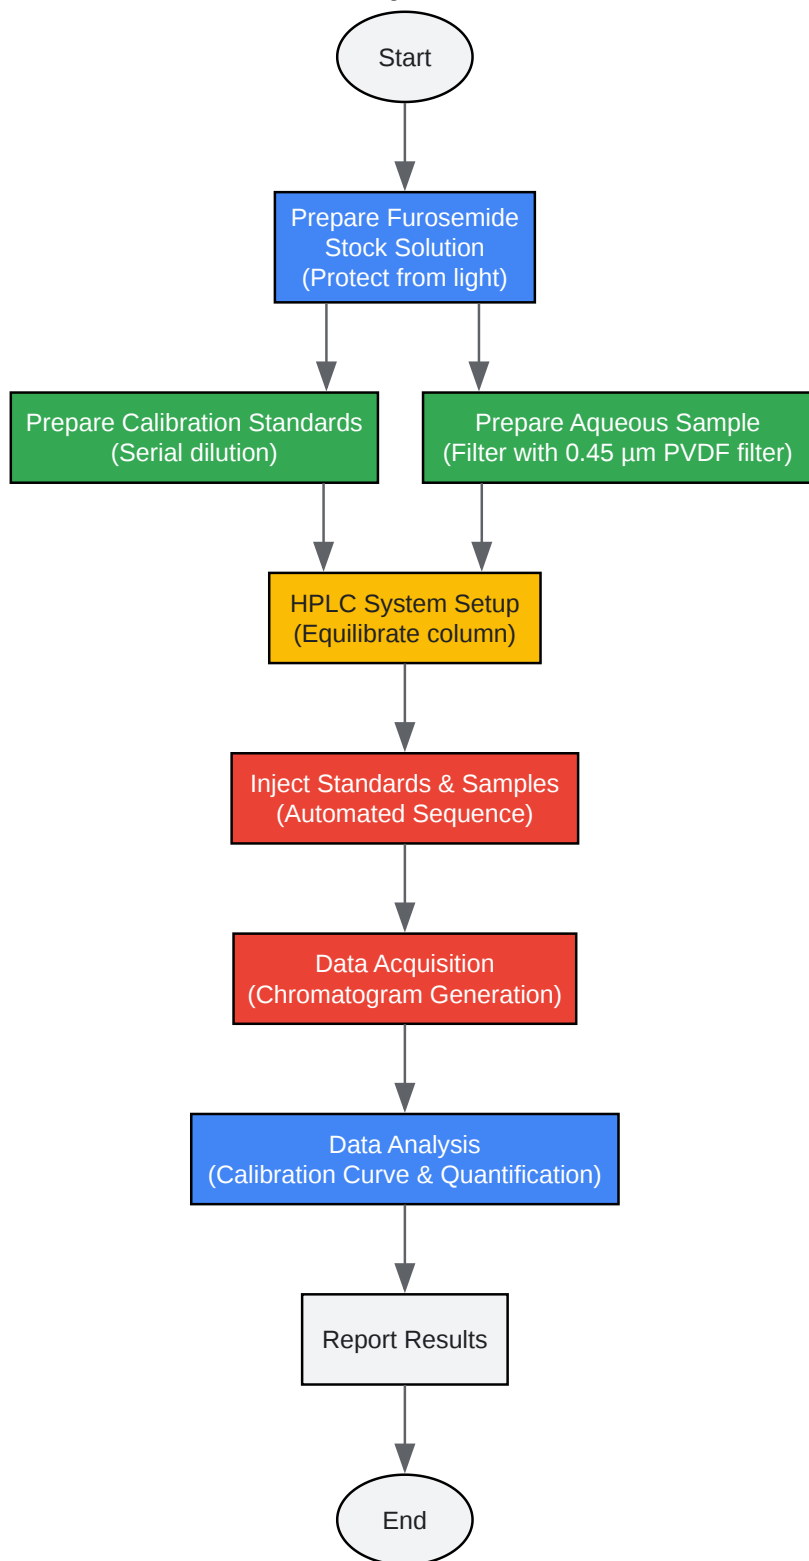 Start
Prepare Furosemide
Stock Solution
(Protect from light)
Prepare Calibration Standards
(Serial dilution)
Prepare Aqueous Sample
(Filter with 0.45 µm PVDF filter)
HPLC System Setup
(Equilibrate column)
Inject Standards & Samples
(Automated Sequence)
Data Acquisition
(Chromatogram Generation)
Data Analysis
(Calibration Curve & Quantification)
Report Results
End